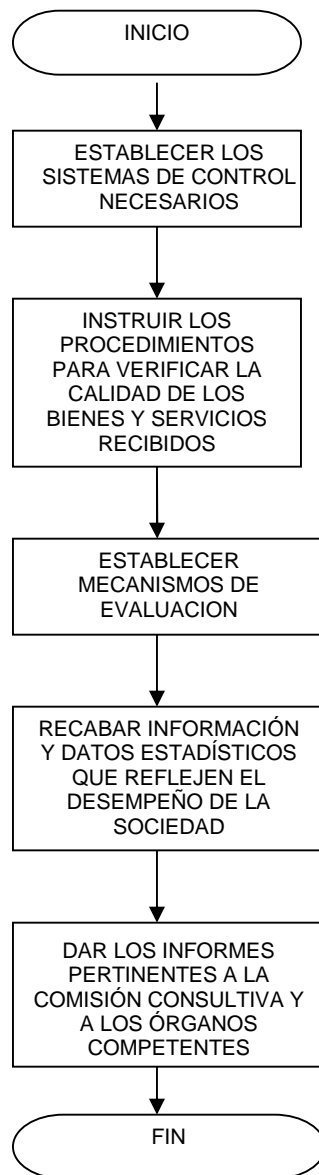 INICIO
ESTABLECER LOS
SISTEMAS DE CONTROL
NECESARIOS
INSTRUIR LOS
PROCEDIMIENTOS
PARA VERIFICAR LA
CALIDAD DE LOS
BIENES Y SERVICIOS
RECIBIDOS
ESTABLECER
MECANISMOS DE
EVALUACION
RECABAR INFORMACIÓN
Y DATOS ESTADÍSTICOS
QUE REFLEJEN EL
DESEMPEÑO DE LA
SOCIEDAD
DAR LOS INFORMES
PERTINENTES A LA
COMISIÓN CONSULTIVA Y
A LOS ÓRGANOS
COMPETENTES
FIN